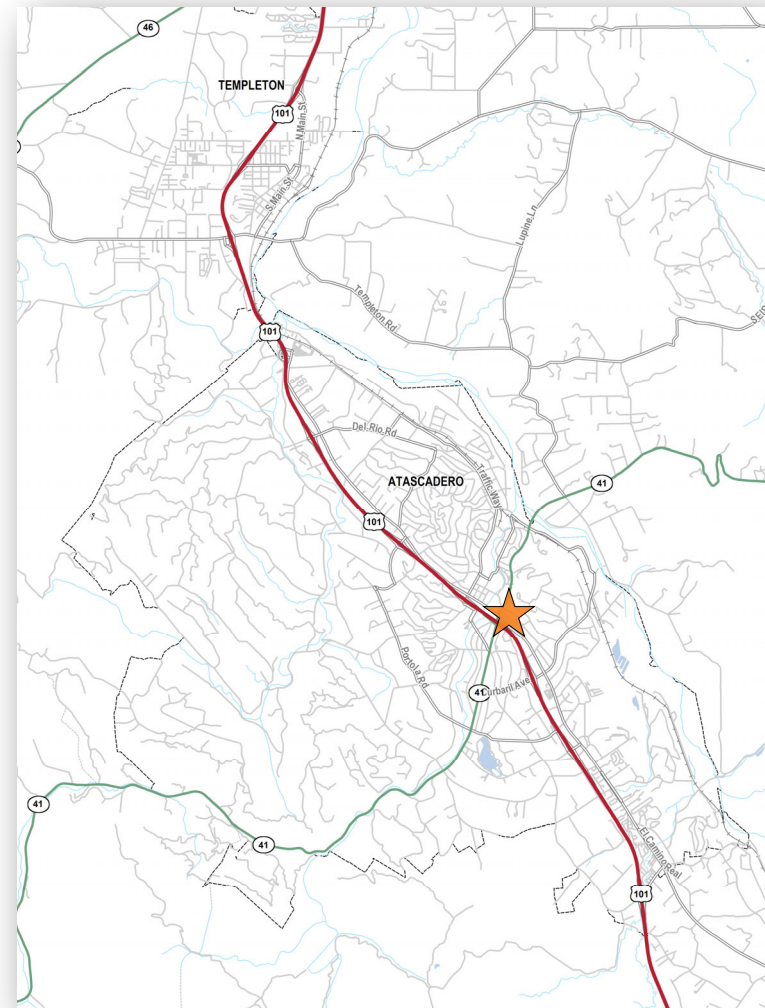 46
TEMPLETON
101
N Main St
S Main St
Lupine Ln
Templeton Rd
101
Del Rio Rd
ATASCADERO
Traffic Way
41
101
Portola Rd
41
Curbaril Ave
41
41
El Camino Real
101